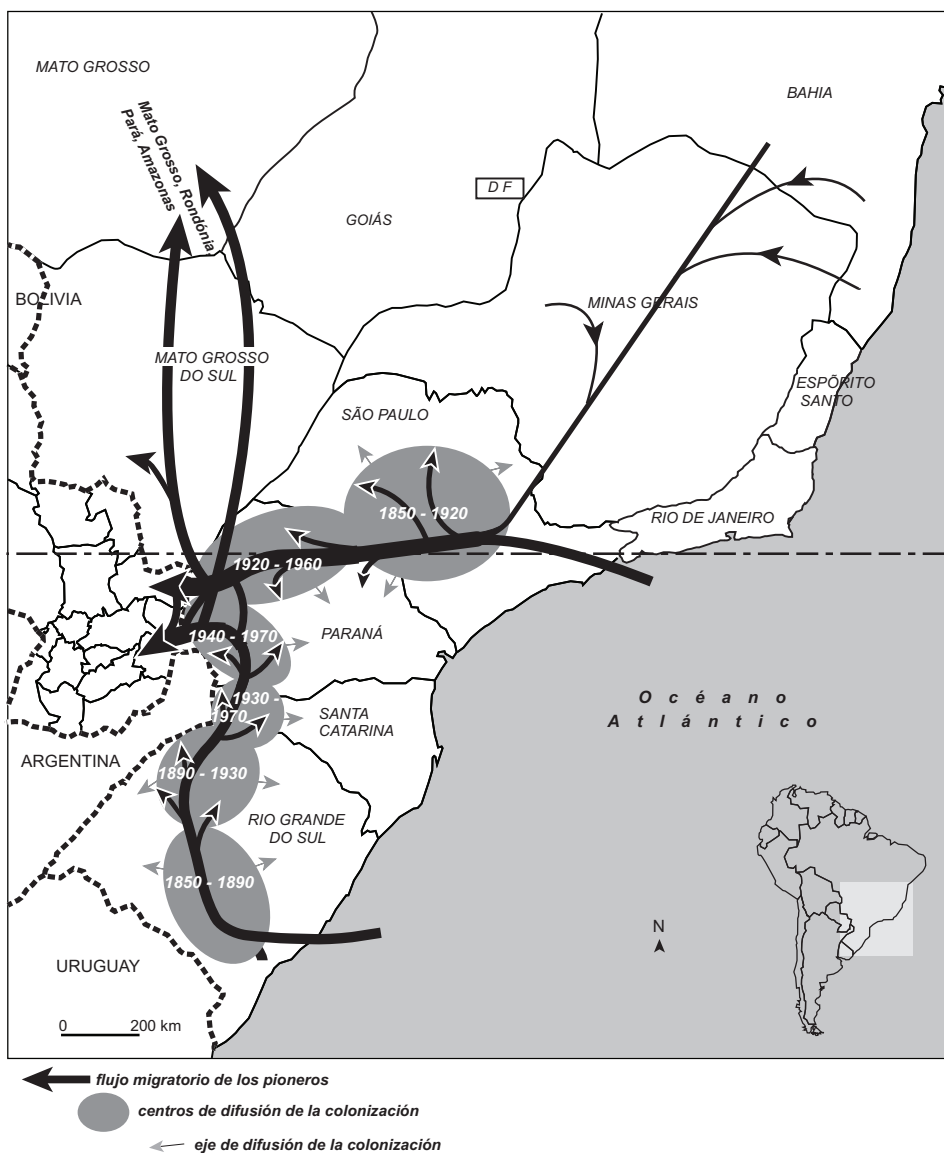 MATO GROSSO
BAHIA
Mato Grosso, Rondónia
Pará, Amazonas
D F
GOIÁS
BOLIVIA
MINAS GERAIS
MATO GROSSO
DO SUL
ESPÕRITO
SANTO
SÃO PAULO
1850 - 1920
RIO DE JANEIRO
1920 - 1960
1940 - 1970
PARANÁ
1930 -
1970
SANTA
CATARINA
Océano
Atlántico
ARGENTINA
1890 - 1930
RIO GRANDE
DO SUL
1850 - 1890
N
URUGUAY
0 200 km
flujo migratorio de los pioneros
centros de difusión de la colonización
eje de difusión de la colonización